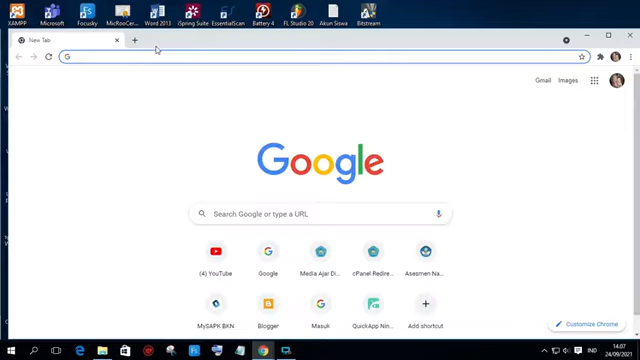 XAMPP Microsoft Focusky MicRooCer... Word 2013 iSpring Suite EssentialScan Battery 4 FL Studio 20 Akun Siswa Bitstream
New Tab
Gmail Images
Google
Search Google or type a URL
(4) YouTube Google Media Ajar Di... cPanel Redire... Asesmen Na...
MySAPK BKN Blogger Masuk QuickApp Nin... Add shortcut
Customize Chrome
IND
14.07
24/09/2021